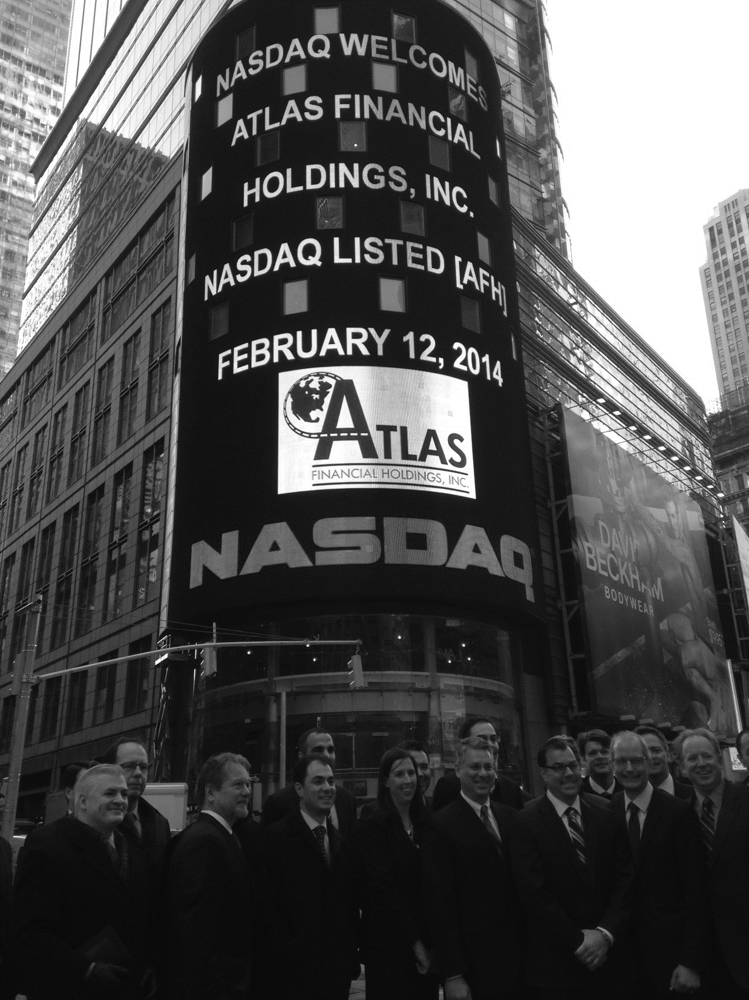 NASDAQ WELCOMES
ATLAS FINANCIAL
HOLDINGS, INC.
NASDAQ LISTED [AFH]
FEBRUARY 12, 2014
ATLAS
FINANCIAL HOLDINGS, INC.
NASDAQ
DAVID
BECKHAM
BODYWEAR